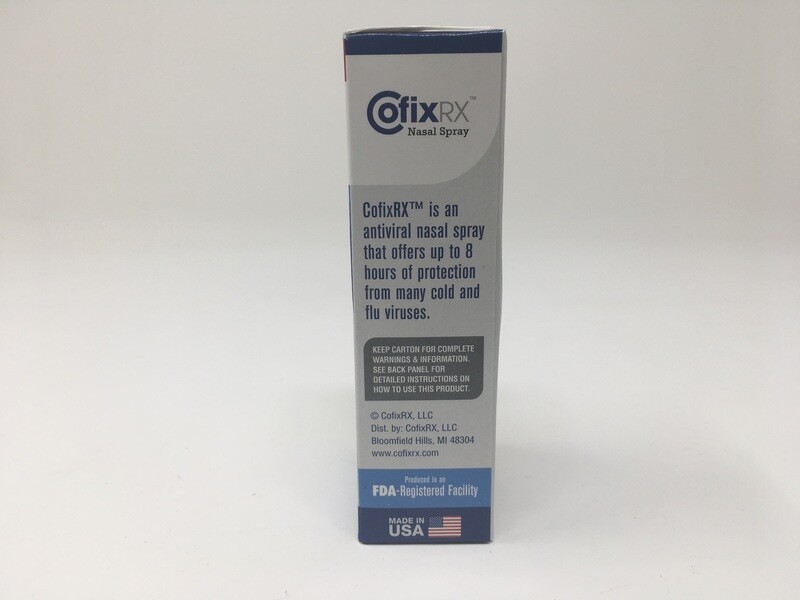 CofixRX™
Nasal Spray
CofixRX™ is an
antiviral nasal spray
that offers up to 8
hours of protection
from many cold and
flu viruses.
KEEP CARTON FOR COMPLETE
WARNINGS & INFORMATION.
SEE BACK PANEL FOR
DETAILED INSTRUCTIONS ON
HOW TO USE THIS PRODUCT.
© CofixRX, LLC
Dist. by: CofixRX, LLC
Bloomfield Hills, MI 48304
www.cofixrx.com
Produced in an
FDA-Registered Facility
MADE IN
USA